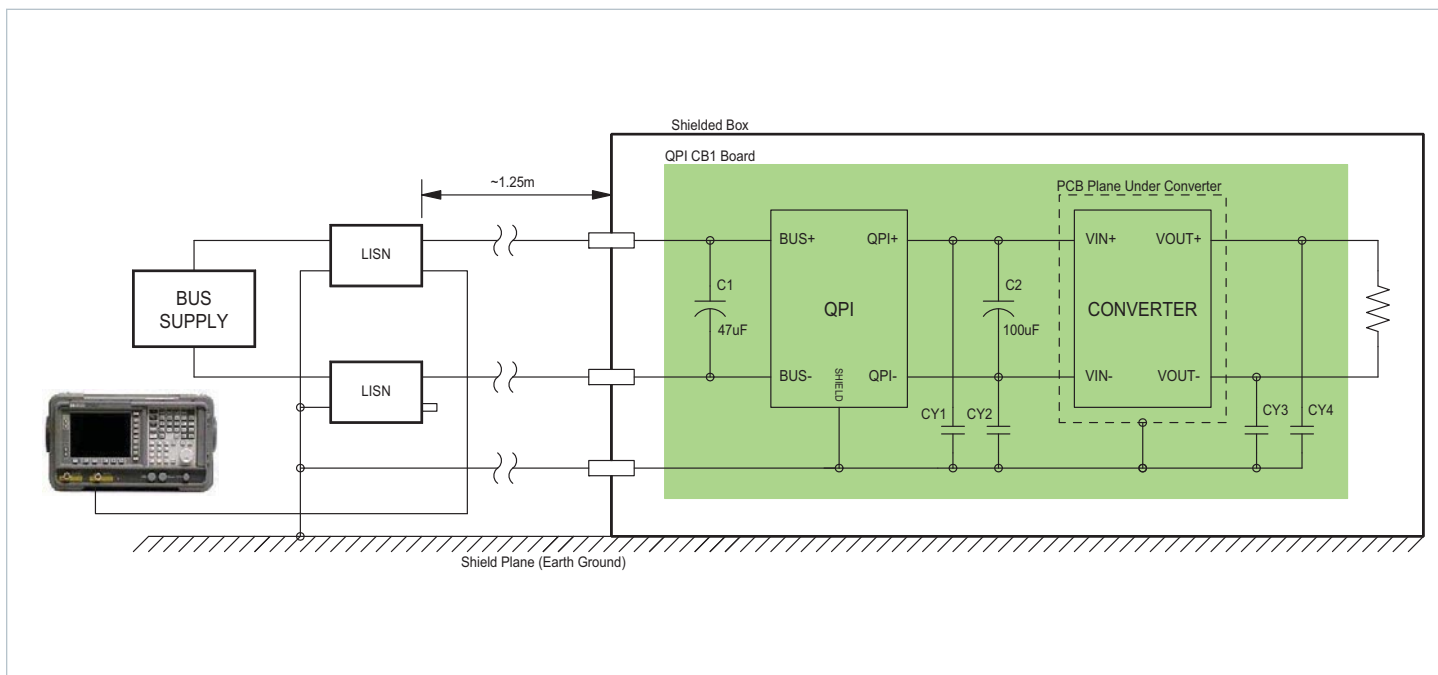 Shielded Box
QPI CB1 Board
~1.25m
PCB Plane Under Converter
LISN
BUS+
QPI+
VIN+
VOUT+
BUS
SUPPLY
C1
47uF
QPI
C2
100uF
CONVERTER
LISN
BUS-
SHIELD
QPI-
VIN-
VOUT-
CY1
CY2
CY3
CY4
Shield Plane (Earth Ground)